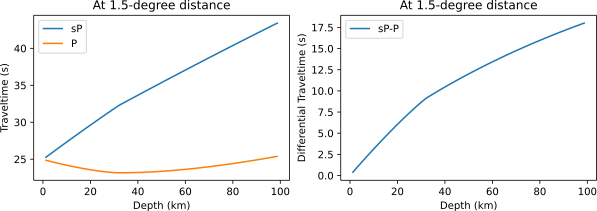 At 1.5-degree distance
sP
P
Traveltime (s)
40
35
30
25
0 20 40 60 80 100
Depth (km)
At 1.5-degree distance
sP-P
Differential Traveltime (s)
17.5
15.0
12.5
10.0
7.5
5.0
2.5
0.0
0 20 40 60 80 100
Depth (km)